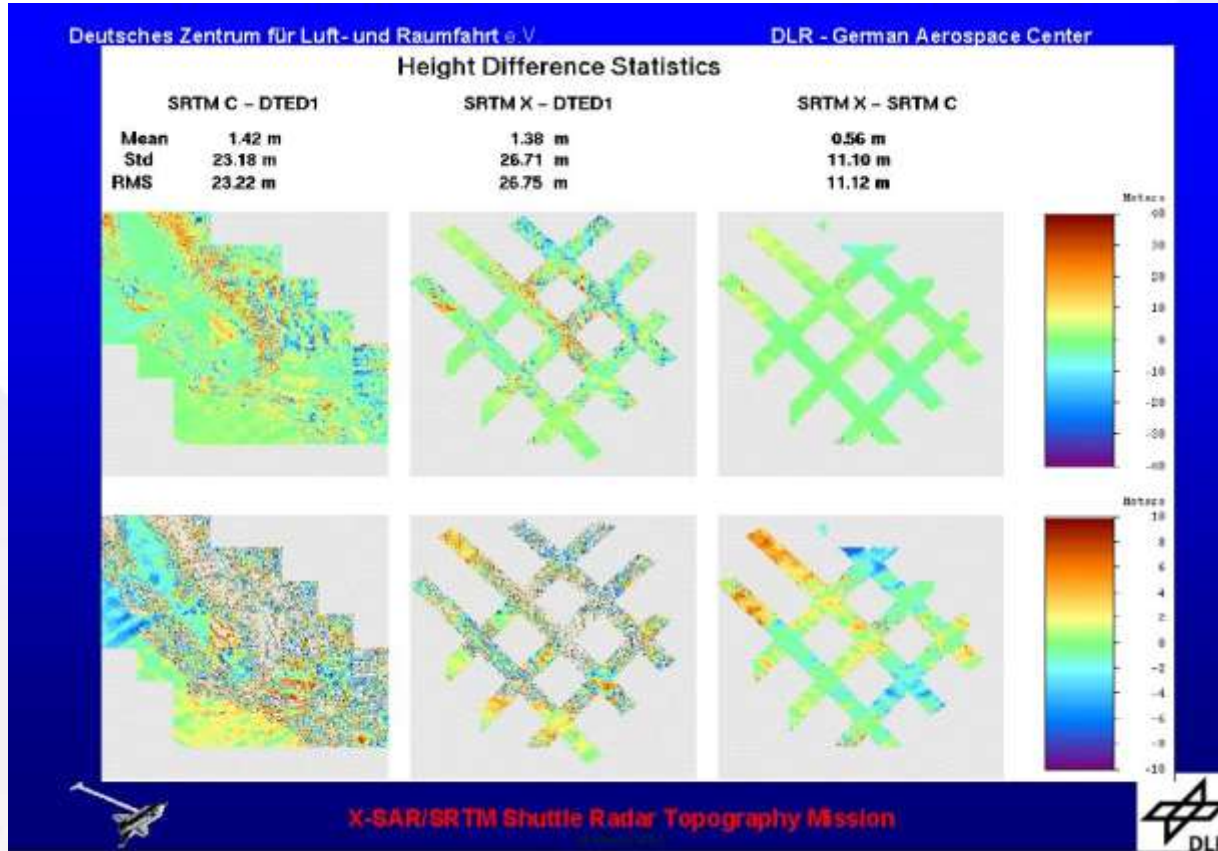 Deutsches Zentrum für Luft- und Raumfahrt e.V.
DLR - German Aerospace Center
Height Difference Statistics
SRTM C – DTED1 SRTM X – DTED1 SRTM X – SRTM C
Mean 1.42 m 1.38 m 0.56 m
Std 23.18 m 26.71 m 11.10 m
RMS 23.22 m 26.75 m 11.12 m
Meters
40
30
20
10
0
-10
-20
-30
-40
Meters
10
8
6
4
2
0
-2
-4
-6
-8
-10
X-SAR/SRTM Shuttle Radar Topography Mission
DLR